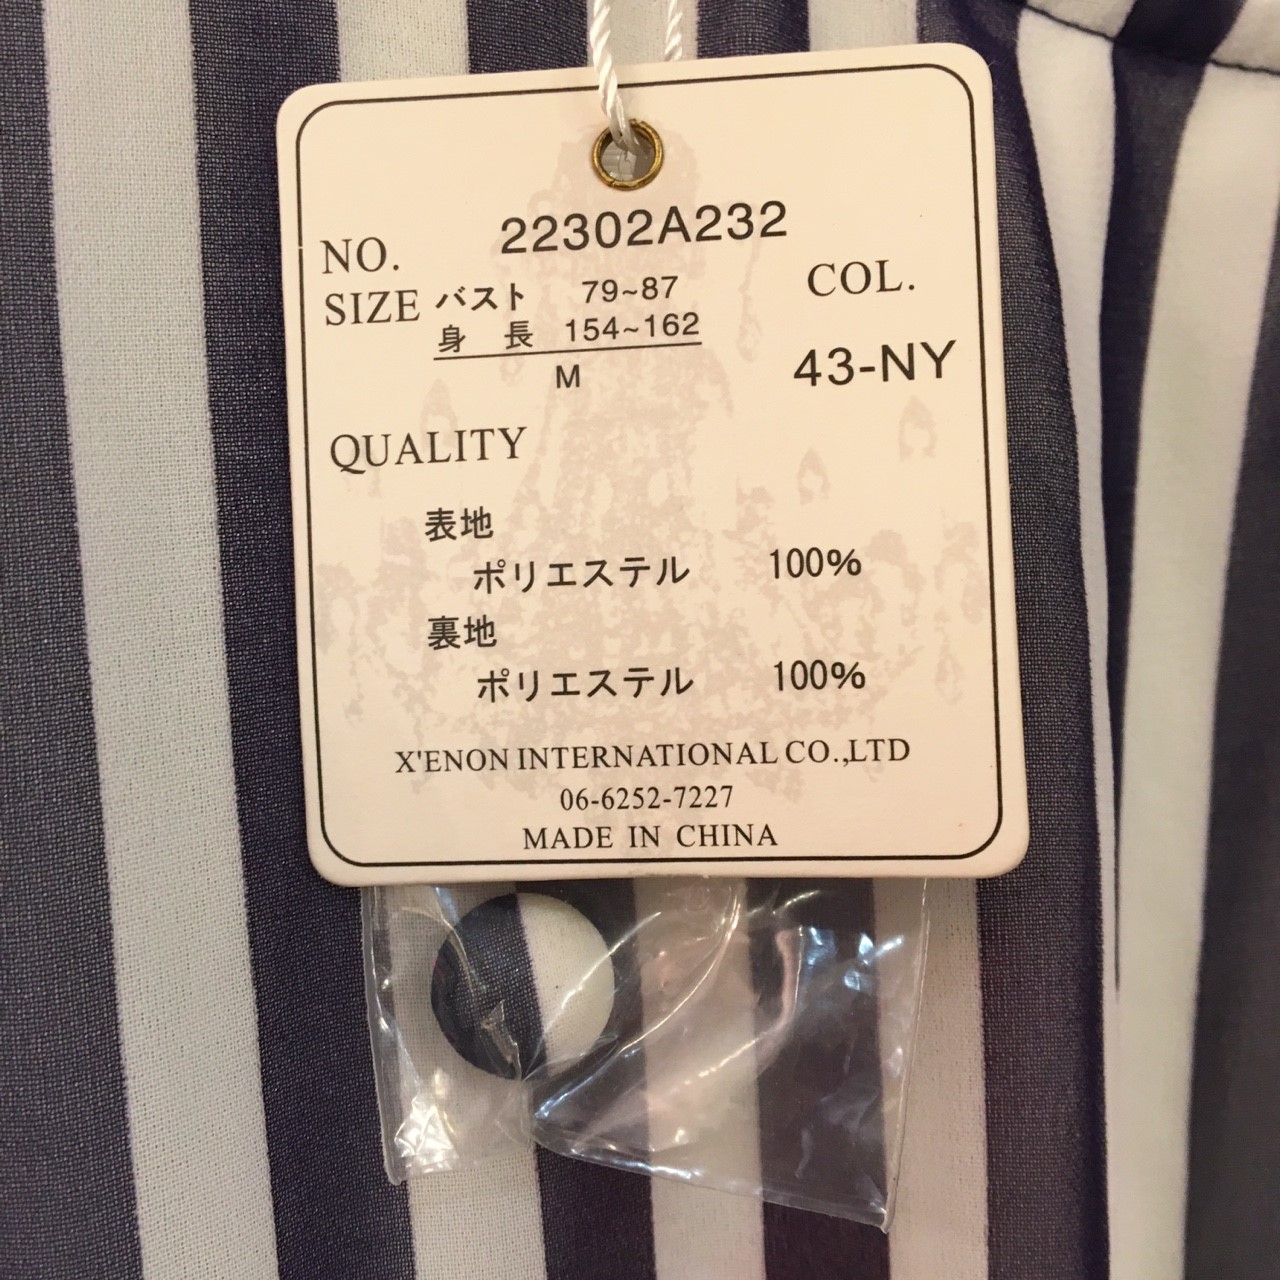 NO. 22302A232
SIZE バスト 79~87 COL.
身 長 154~162
M 43-NY
QUALITY
表地
ポリエステル 100%
裏地
ポリエステル 100%
X'ENON INTERNATIONAL CO.,LTD
06-6252-7227
MADE IN CHINA